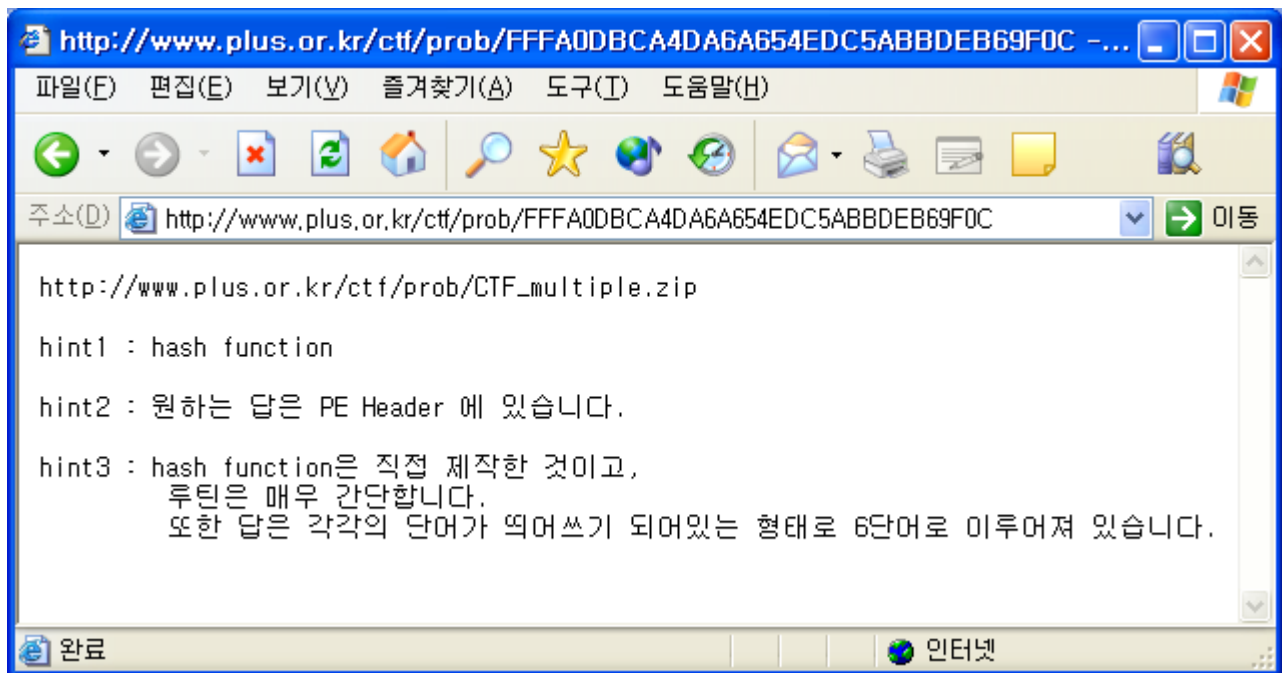 http://www.plus.or.kr/ctf/prob/FFFA0DBCA4DA6A654EDC5ABBDEB69F0C -...
파일(F) 편집(E) 보기(V) 즐겨찾기(A) 도구(T) 도움말(H)
주소(D) http://www.plus.or.kr/ctf/prob/FFFA0DBCA4DA6A654EDC5ABBDEB69F0C 이동
http://www.plus.or.kr/ctf/prob/CTF_multiple.zip
hint1 : hash function
hint2 : 원하는 답은 PE Header 에 있습니다.
hint3 : hash function은 직접 제작한 것이고,
루틴은 매우 간단합니다.
또한 답은 각각의 단어가 띄어쓰기 되어있는 형태로 6단어로 이루어져 있습니다.
완료 인터넷